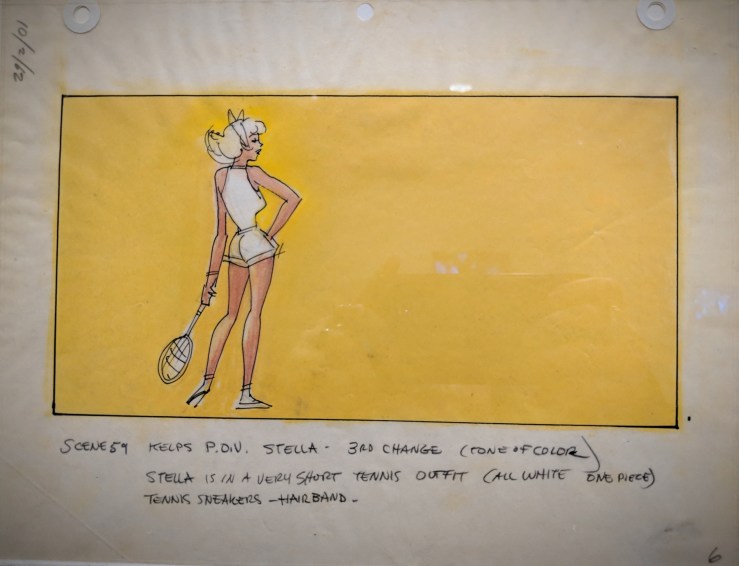 29/2/01
SCENE 59 KELPS P.O.V. STELLA - 3RD CHANGE (TONE OF COLOR)
STELLA IS IN A VERY SHORT TENNIS OUTFIT (ALL WHITE ONE PIECE)
TENNIS SNEAKERS - HAIRBAND -
6